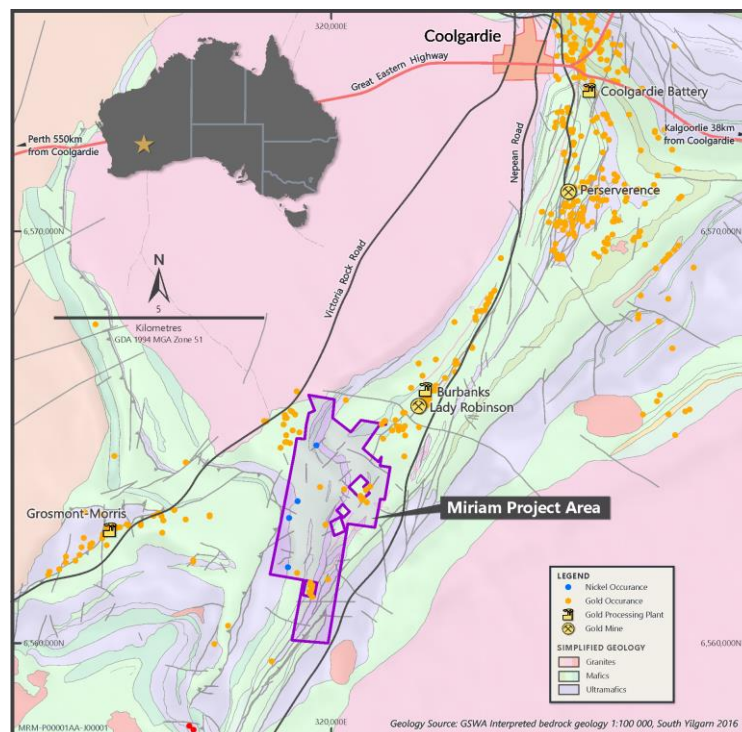 320,000E
Coolgardie
Great Eastern Highway
Coolgardie Battery
Perth 550km
from Coolgardie
Kalgoorlie 38km
from Coolgardie
Nepean Road
Perserverence
6,570,000N
6,570,000N
Victoria Rock Road
N
5
Kilometres
GDA 1994 MGA Zone 51
Burbanks
Lady Robinson
Miriam Project Area
Grosmont-Morris
LEGEND
Nickel Occurance
Gold Occurance
Gold Processing Plant
Gold Mine
SIMPLIFIED GEOLOGY
Granites
Mafics
Ultramafics
6,560,000N
6,560,000N
MRM-P00001AA-J00001
320,000E
Geology Source: GSWA Interpreted bedrock geology 1:100 000, South Yilgarn 2016